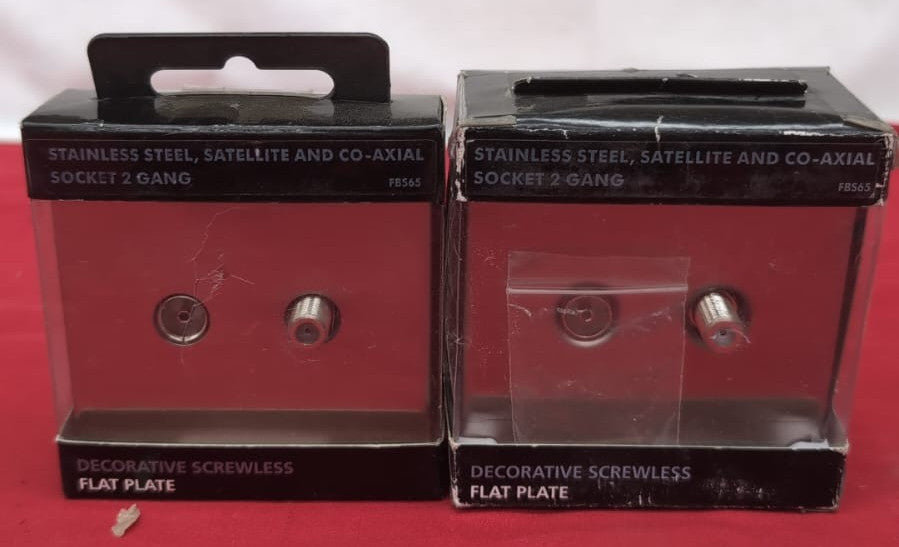 STAINLESS STEEL, SATELLITE AND CO-AXIAL
SOCKET 2 GANG
FBS65
DECORATIVE SCREWLESS
FLAT PLATE
STAINLESS STEEL, SATELLITE AND CO-AXIAL
SOCKET 2 GANG
FBS65
DECORATIVE SCREWLESS
FLAT PLATE